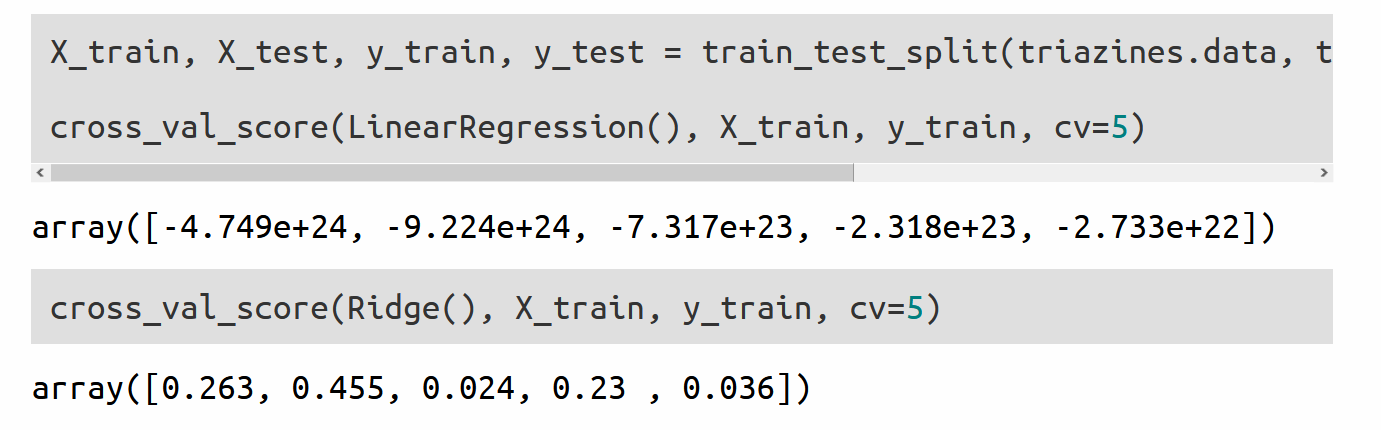 X_train, X_test, y_train, y_test = train_test_split(triazines.data, t
cross_val_score(LinearRegression(), X_train, y_train, cv=5)
array([-4.749e+24, -9.224e+24, -7.317e+23, -2.318e+23, -2.733e+22])
cross_val_score(Ridge(), X_train, y_train, cv=5)
array([0.263, 0.455, 0.024, 0.23 , 0.036])